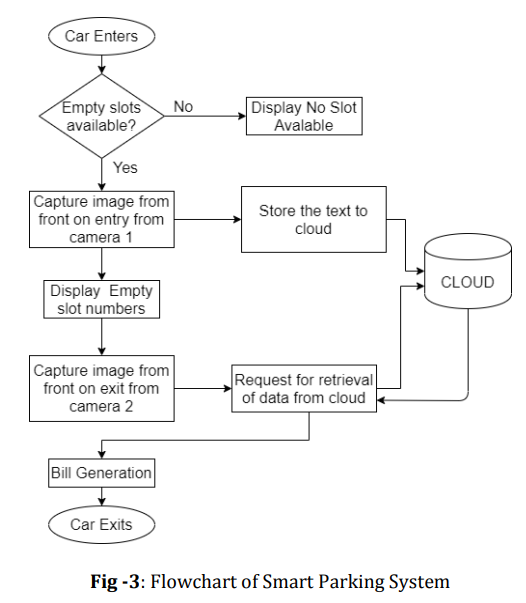 Car Enters
Empty slots
available?
No
Display No Slot
Avalable
Yes
Capture image from
front on entry from
camera 1
Store the text to
cloud
CLOUD
Display Empty
slot numbers
Capture image from
front on exit from
camera 2
Request for retrieval
of data from cloud
Bill Generation
Car Exits
Fig -3: Flowchart of Smart Parking System